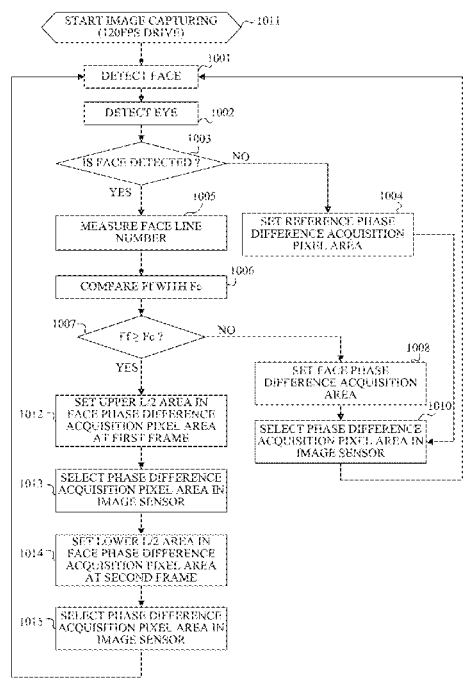 START IMAGE CAPTURING
(120FPS DRIVE)
1011
DETECT FACE
1001
DETECT EYE
1002
1003
IS FACE DETECTED ?
NO
YES
1005
MEASURE FACE LINE
NUMBER
1004
SET REFERENCE PHASE
DIFFERENCE ACQUISITION
PIXEL AREA
1006
COMPARE Ff WITH Fc
1007
Ff ≥ Fc ?
NO
YES
1008
SET FACE PHASE
DIFFERENCE ACQUISITION
AREA
1010
SELECT PHASE DIFFERENCE
ACQUISITION PIXEL AREA IN
IMAGE SENSOR
1012
SET UPPER L/2 AREA IN
FACE PHASE DIFFERENCE
ACQUISITION PIXEL AREA
AT FIRST FRAME
1013
SELECT PHASE DIFFERENCE
ACQUISITION PIXEL AREA IN
IMAGE SENSOR
1014
SET LOWER L/2 AREA IN
FACE PHASE DIFFERENCE
ACQUISITION PIXEL AREA
AT SECOND FRAME
1015
SELECT PHASE DIFFERENCE
ACQUISITION PIXEL AREA IN
IMAGE SENSOR